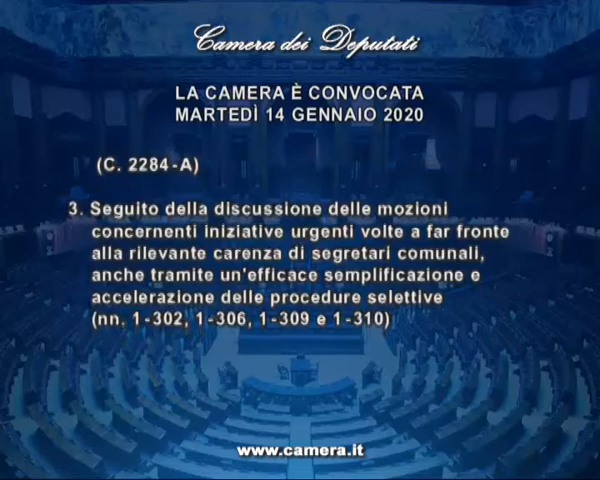 Camera dei Deputati
LA CAMERA È CONVOCATA
MARTEDÌ 14 GENNAIO 2020
(C. 2284-A)
3. Seguito della discussione delle mozioni
concernenti iniziative urgenti volte a far fronte
alla rilevante carenza di segretari comunali,
anche tramite un'efficace semplificazione e
accelerazione delle procedure selettive
(nn. 1-302, 1-306, 1-309 e 1-310)
www.camera.it